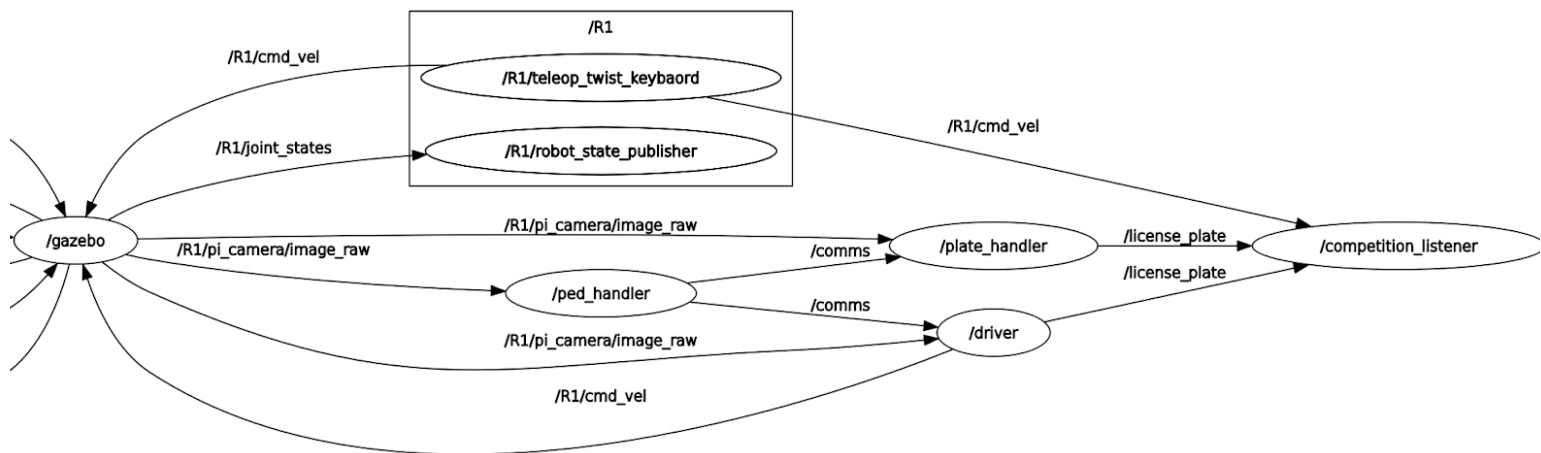 /R1
/R1/cmd_vel
/R1/teleop_twist_keybaord
/R1/cmd_vel
/R1/joint_states
/R1/robot_state_publisher
/R1/pi_camera/image_raw
/license_plate
/gazebo
/R1/pi_camera/image_raw
/comms
/plate_handler
/competition_listener
/license_plate
/ped_handler
/comms
/driver
/R1/pi_camera/image_raw
/R1/cmd_vel